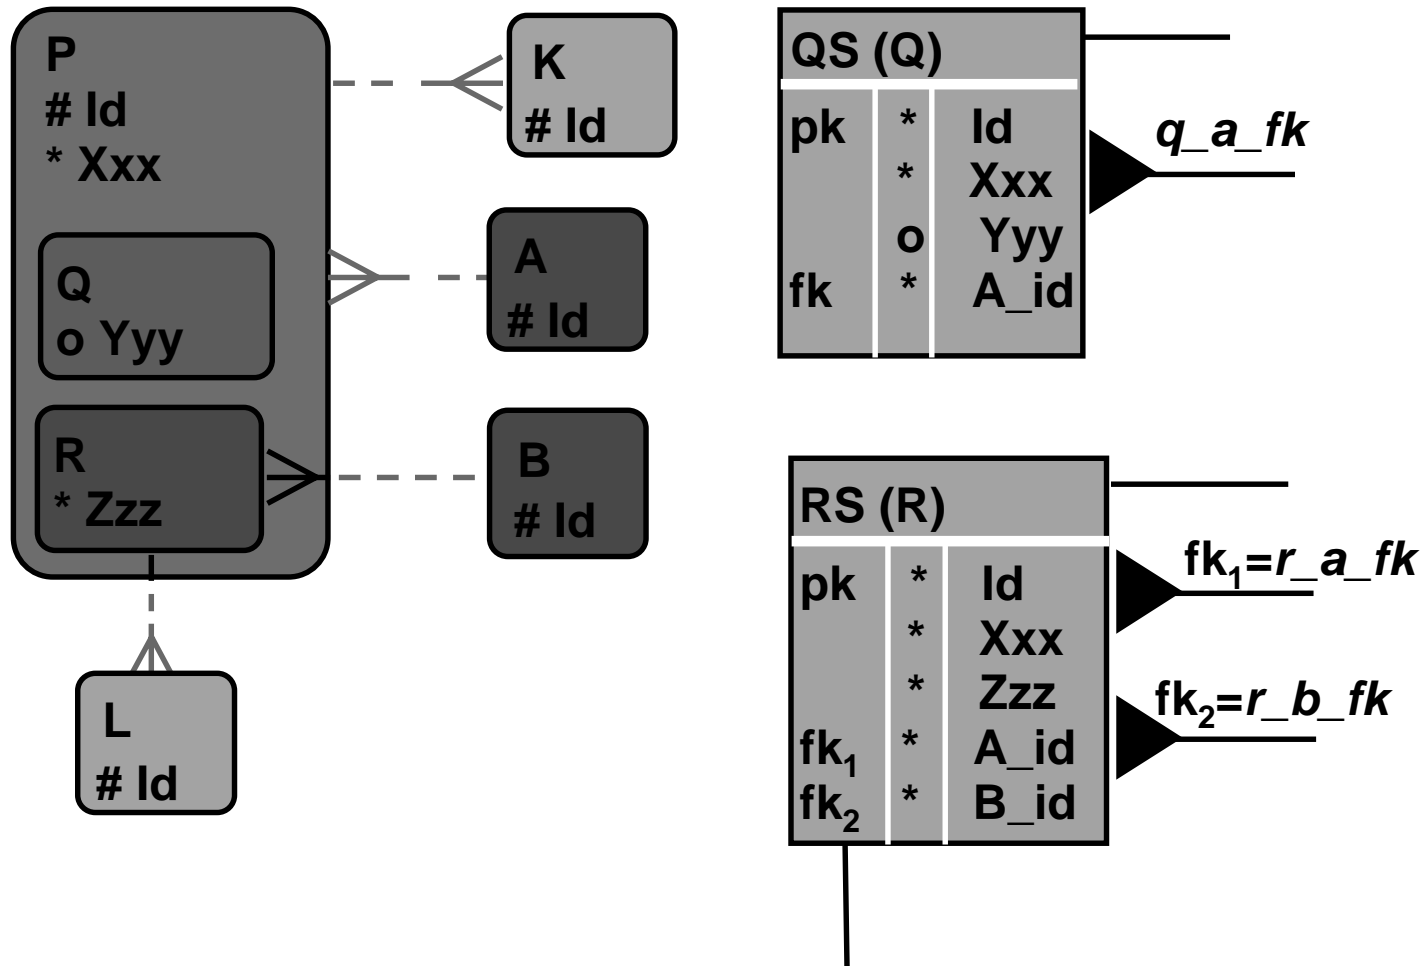 P
# Id
* Xxx
Q
o Yyy
R
* Zzz
K
# Id
A
# Id
B
# Id
L
# Id
QS (Q)
pk * Id
* Xxx
o Yyy
fk * A_id
q_a_fk
RS (R)
pk * Id
* Xxx
* Zzz
fk₁ * A_id
fk₂ * B_id
fk₁=r_a_fk
fk₂=r_b_fk